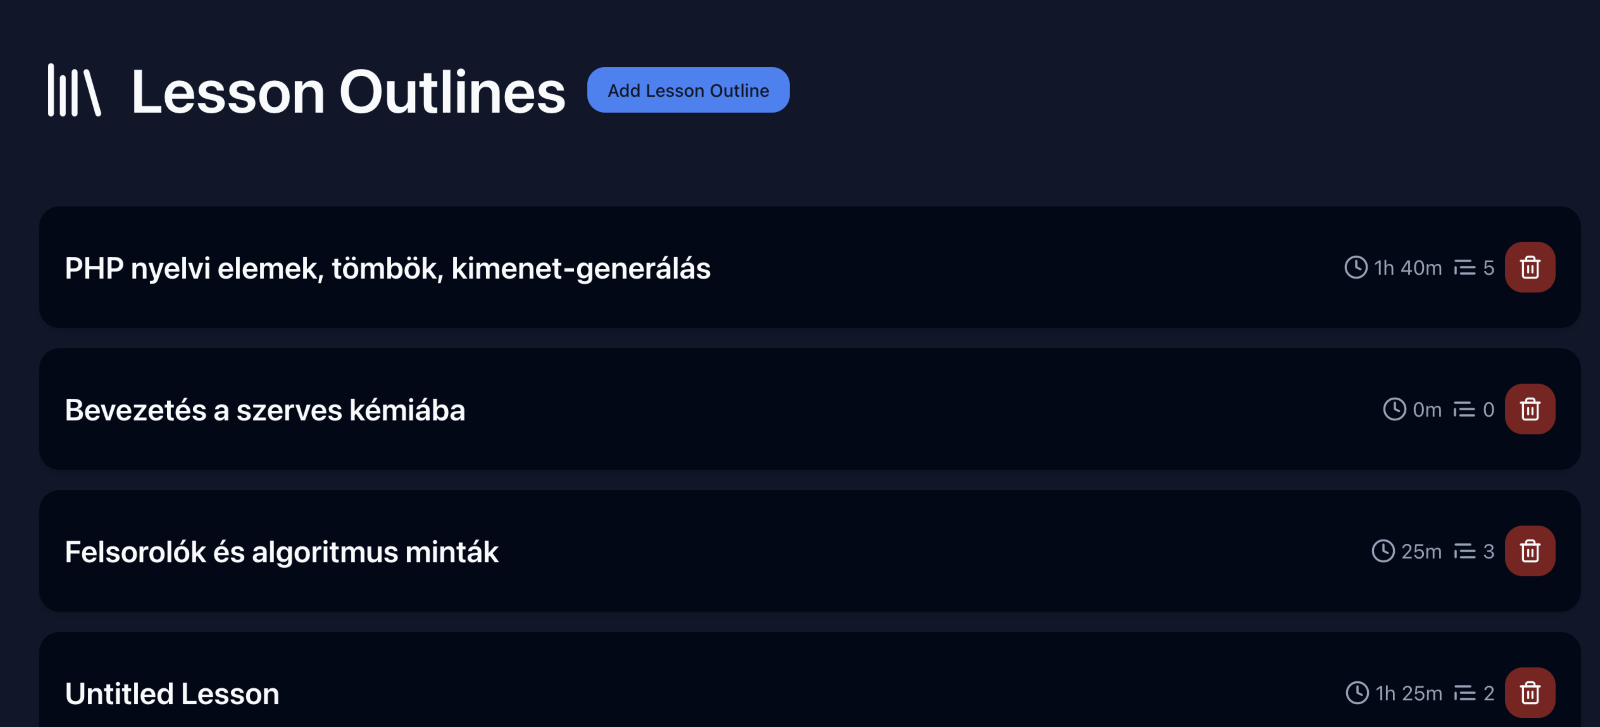 Lesson Outlines
Add Lesson Outline
PHP nyelvi elemek, tömbök, kimenet-generálás
1h 40m 5
Bevezetés a szerves kémiába
0m 0
Felsorolók és algoritmus minták
25m 3
Untitled Lesson
1h 25m 2